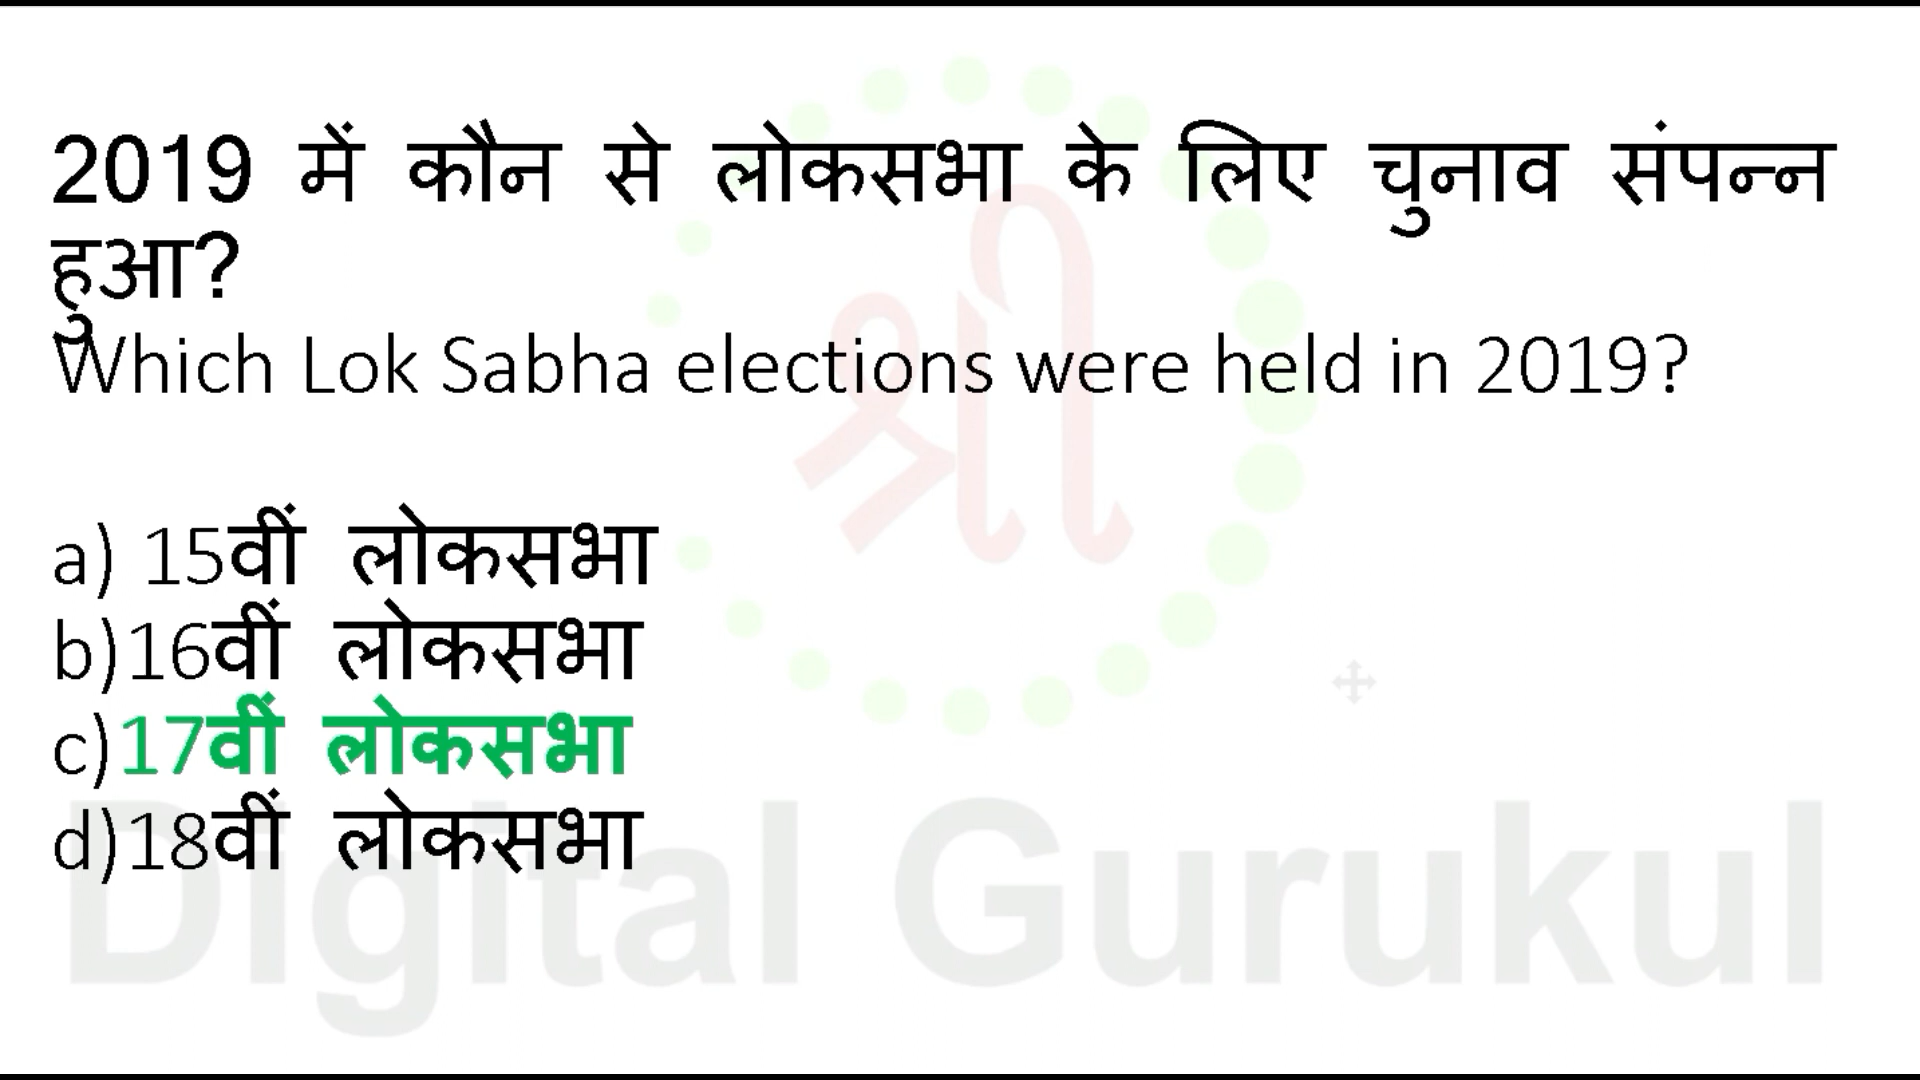 2019 में कौन से लोकसभा के लिए चुनाव संपन्न
हुआ?
Which Lok Sabha elections were held in 2019?
a) 15वीं लोकसभा
b)16वीं लोकसभा
c)17वीं लोकसभा
d)18वीं लोकसभा
श्री
Digital Gurukul